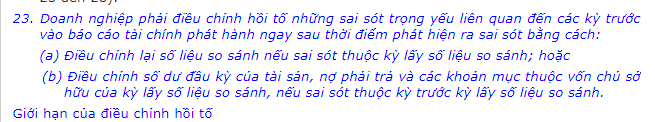 23. Doanh nghiệp phải điều chỉnh hồi tố những sai sót trọng yếu liên quan đến các kỳ trước
vào báo cáo tài chính phát hành ngay sau thời điểm phát hiện ra sai sót bằng cách:
(a) Điều chỉnh lại số liệu so sánh nếu sai sót thuộc kỳ lấy số liệu so sánh; hoặc
(b) Điều chỉnh số dư đầu kỳ của tài sản, nợ phải trả và các khoản mục thuộc vốn chủ sở
hữu của kỳ lấy số liệu so sánh, nếu sai sót thuộc kỳ trước kỳ lấy số liệu so sánh.
Giới hạn của điều chỉnh hồi tố